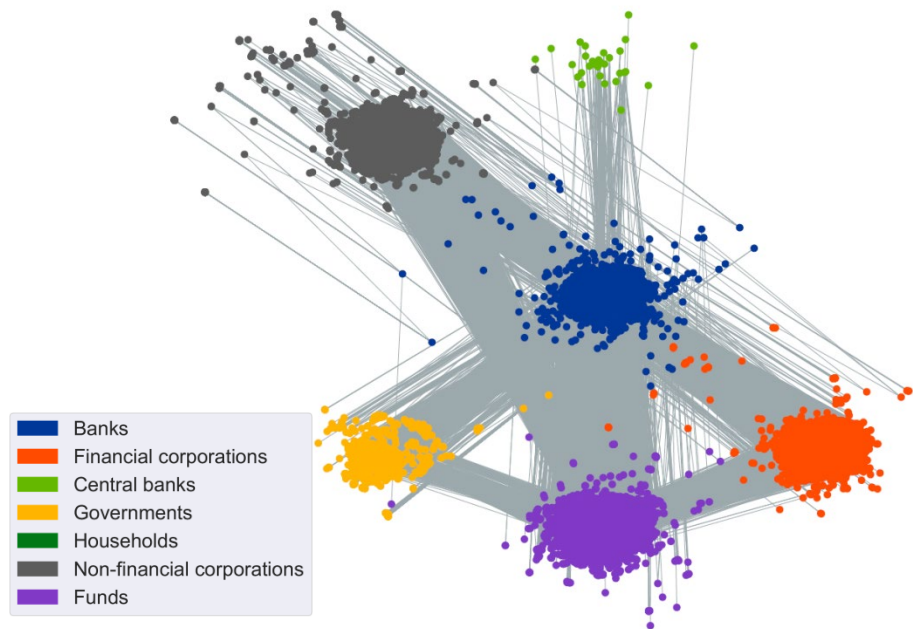 Banks
Financial corporations
Central banks
Governments
Households
Non-financial corporations
Funds